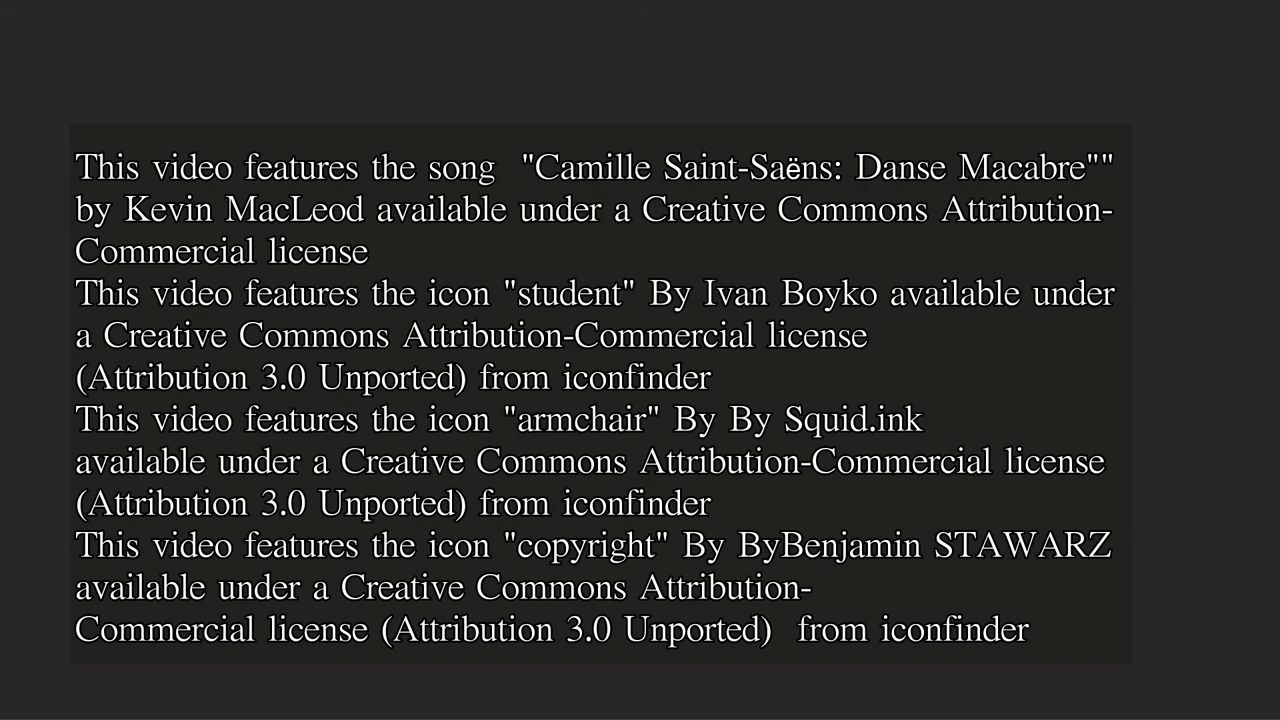 This video features the song  "Camille Saint-Saëns: Danse Macabre""
by Kevin MacLeod available under a Creative Commons Attribution-
Commercial license
This video features the icon "student" By Ivan Boyko available under
a Creative Commons Attribution-Commercial license
(Attribution 3.0 Unported) from iconfinder
This video features the icon "armchair" By By Squid.ink
available under a Creative Commons Attribution-Commercial license
(Attribution 3.0 Unported) from iconfinder
This video features the icon "copyright" By ByBenjamin STAWARZ
available under a Creative Commons Attribution-
Commercial license (Attribution 3.0 Unported)  from iconfinder